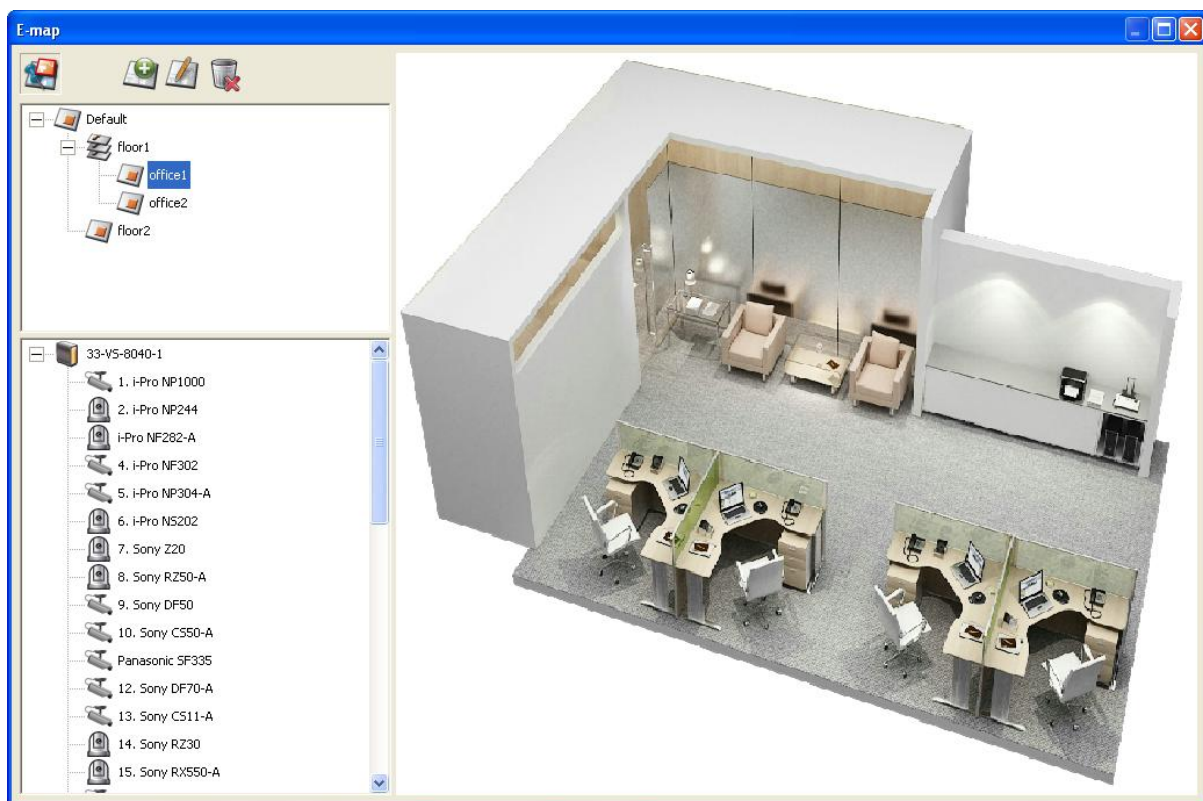 E-map
Default
floor1
office1
office2
floor2
33-VS-8040-1
1. i-Pro NP1000
2. i-Pro NP244
i-Pro NF282-A
4. i-Pro NF302
5. i-Pro NP304-A
6. i-Pro NS202
7. Sony Z20
8. Sony RZ50-A
9. Sony DF50
10. Sony CS50-A
Panasonic SF335
12. Sony DF70-A
13. Sony CS11-A
14. Sony RZ30
15. Sony RX550-A